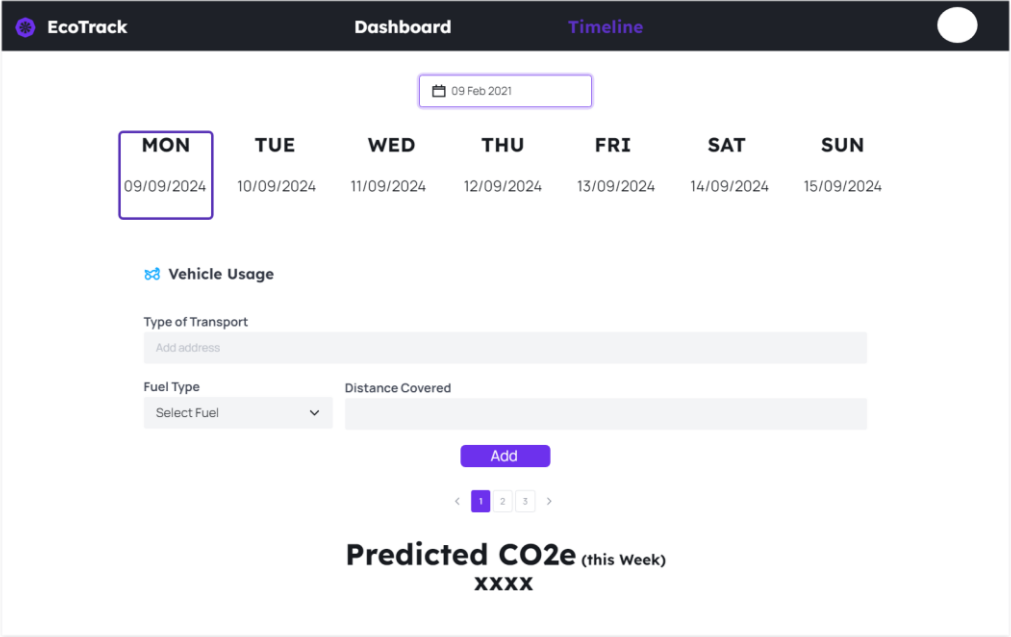 EcoTrack Dashboard Timeline
09 Feb 2021
MON TUE WED THU FRI SAT SUN
09/09/2024 10/09/2024 11/09/2024 12/09/2024 13/09/2024 14/09/2024 15/09/2024
Vehicle Usage
Type of Transport
Add address
Fuel Type Distance Covered
Select Fuel
Add
< 1 2 3 >
Predicted CO2e (this Week)
XXXX